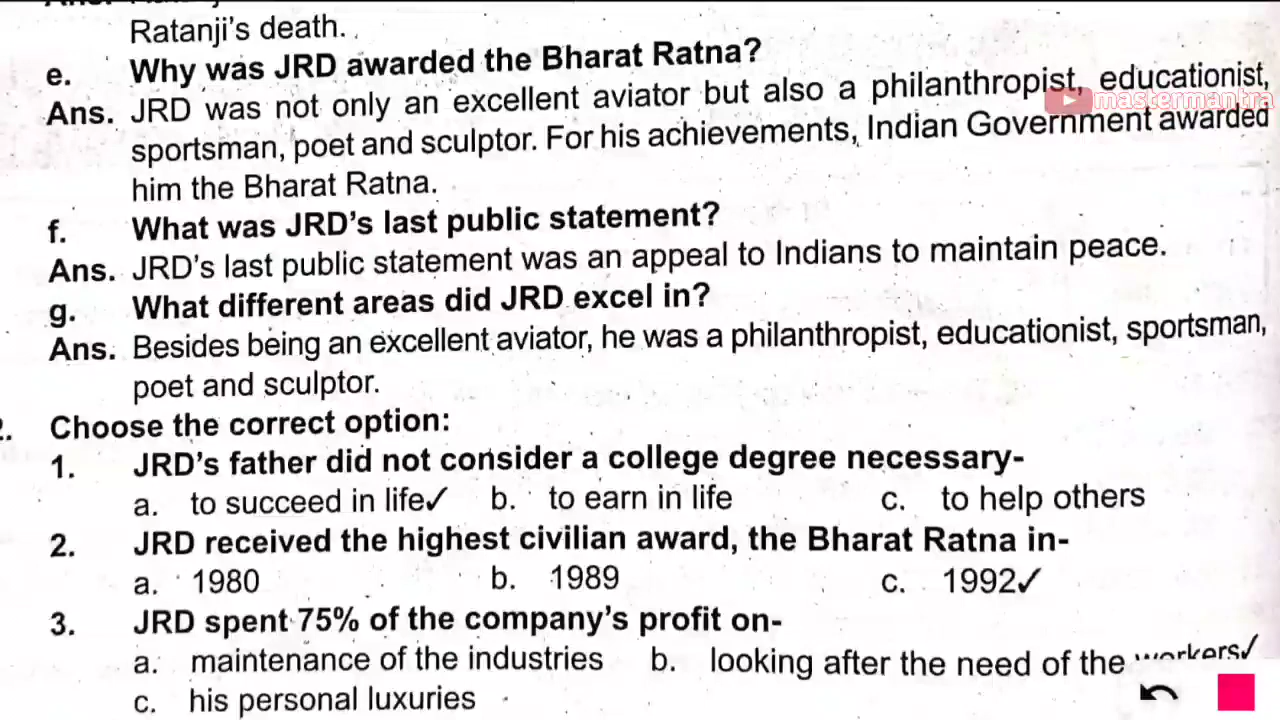 Ratanji's death.
e. Why was JRD awarded the Bharat Ratna?
Ans. JRD was not only an excellent aviator but also a philanthropist, educationist,
mastermantra
sportsman, poet and sculptor. For his achievements, Indian Government awarded
him the Bharat Ratna.
f. What was JRD's last public statement?
Ans. JRD's last public statement was an appeal to Indians to maintain peace.
g. What different areas did JRD excel in?
Ans. Besides being an excellent aviator, he was a philanthropist, educationist, sportsman,
poet and sculptor.
Choose the correct option:
1. JRD's father did not consider a college degree necessary-
a. to succeed in life✓ b. to earn in life c. to help others
2. JRD received the highest civilian award, the Bharat Ratna in-
a. 1980 b. 1989 c. 1992✓
3. JRD spent 75% of the company's profit on-
a. maintenance of the industries b. looking after the need of the workers✓
c. his personal luxuries